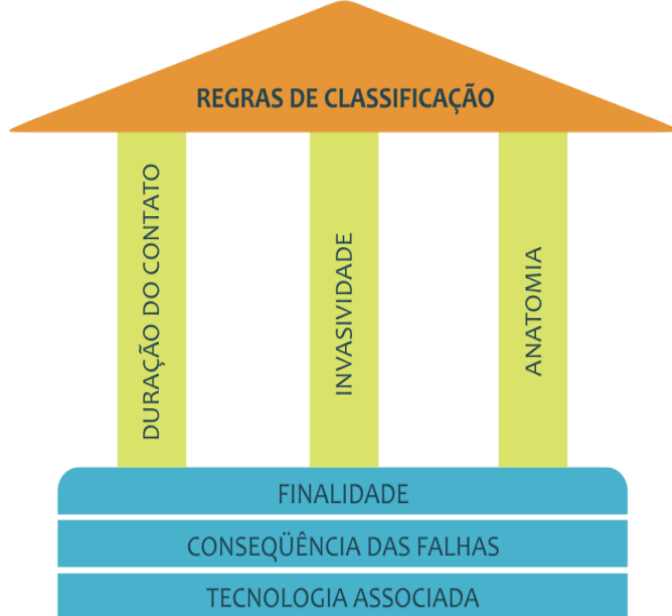 REGRAS DE CLASSIFICAÇÃO
DURAÇÃO DO CONTATO
INVASIVIDADE
ANATOMIA
FINALIDADE
CONSEQÜÊNCIA DAS FALHAS
TECNOLOGIA ASSOCIADA